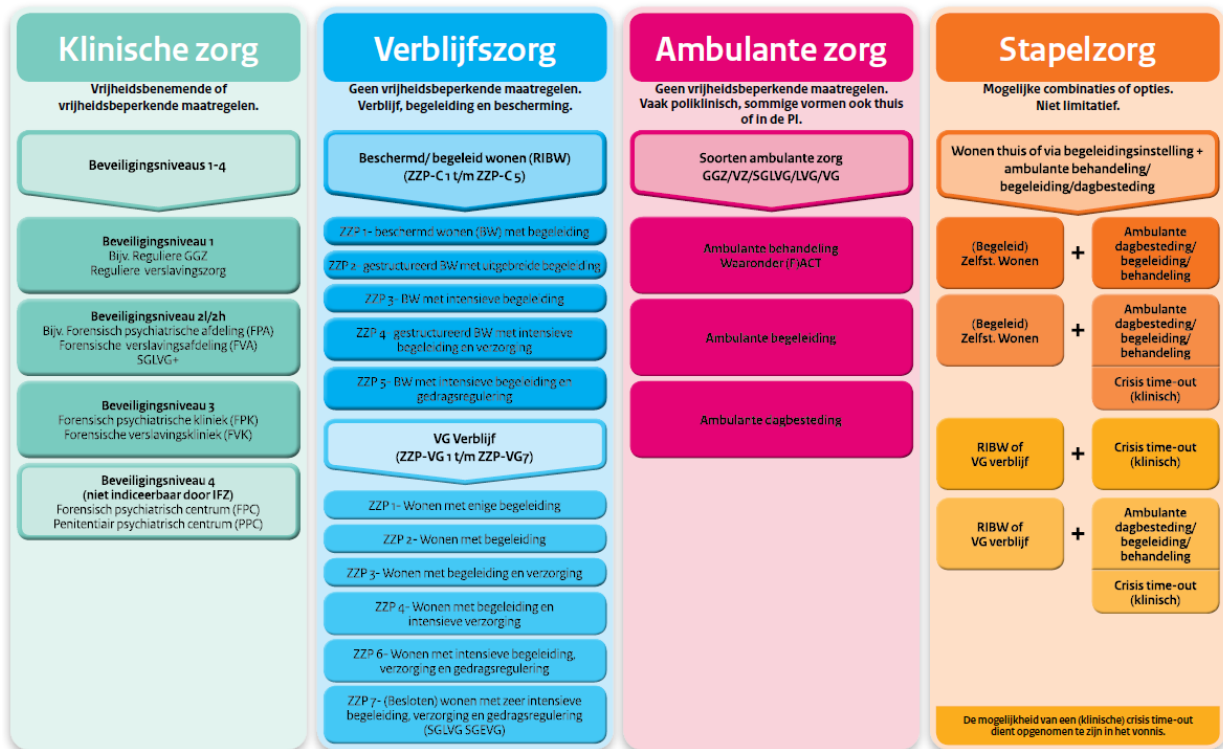 Klinische zorg
Vrijheidsbenemende of
vrijheidsbeperkende maatregelen.
Beveiligingsniveaus 1-4
Beveiligingsniveau 1
Bijv. Reguliere GGZ
Reguliere verslavingszorg
Beveiligingsniveau 2l/2h
Bijv. Forensisch psychiatrische afdeling (FPA)
Forensische verslavingsafdeling (FVA)
SGLVG+
Beveiligingsniveau 3
Forensisch psychiatrische kliniek (FPK)
Forensische verslavingskliniek (FVK)
Beveiligingsniveau 4
(niet indiceerbaar door IFZ)
Forensisch psychiatrisch centrum (FPC)
Penitentiair psychiatrisch centrum (PPC)
Verblijfszorg
Geen vrijheidsbeperkende maatregelen.
Verblijf, begeleiding en bescherming.
Beschermd/ begeleid wonen (RIBW)
(ZZP-C 1 t/m ZZP-C 5)
ZZP 1- beschermd wonen (BW) met begeleiding
ZZP 2- gestructureerd BW met uitgebreide begeleiding
ZZP 3- BW met intensieve begeleiding
ZZP 4- gestructureerd BW met intensieve
begeleiding en verzorging
ZZP 5- BW met intensieve begeleiding en
gedragsregulering
VG Verblijf
(ZZP-VG 1 t/m ZZP-VG7)
ZZP 1- Wonen met enige begeleiding
ZZP 2- Wonen met begeleiding
ZZP 3- Wonen met begeleiding en verzorging
ZZP 4- Wonen met begeleiding en
intensieve verzorging
ZZP 6- Wonen met intensieve begeleiding,
verzorging en gedragsregulering
ZZP 7- (Besloten) wonen met zeer intensieve
begeleiding, verzorging en gedragsregulering
(SGLVG SGEVG)
Ambulante zorg
Geen vrijheidsbeperkende maatregelen.
Vaak poliklinisch, sommige vormen ook thuis
of in de PI.
Soorten ambulante zorg
GGZ/VZ/SGLVG/LVG/VG
Ambulante behandeling
Waaronder (F)ACT
Ambulante begeleiding
Ambulante dagbesteding
Stapelzorg
Mogelijke combinaties of opties.
Niet limitatief.
Wonen thuis of via begeleidingsinstelling +
ambulante behandeling/
begeleiding/dagbesteding
(Begeleid)
Zelfst. Wonen
+
Ambulante
dagbesteding/
begeleiding/
behandeling
(Begeleid)
Zelfst. Wonen
+
Ambulante
dagbesteding/
begeleiding/
behandeling
Crisis time-out
(klinisch)
RIBW of
VG verblijf
+
Crisis time-out
(klinisch)
RIBW of
VG verblijf
+
Ambulante
dagbesteding/
begeleiding/
behandeling
Crisis time-out
(klinisch)
De mogelijkheid van een (klinische) crisis time-out
dient opgenomen te zijn in het vonnis.